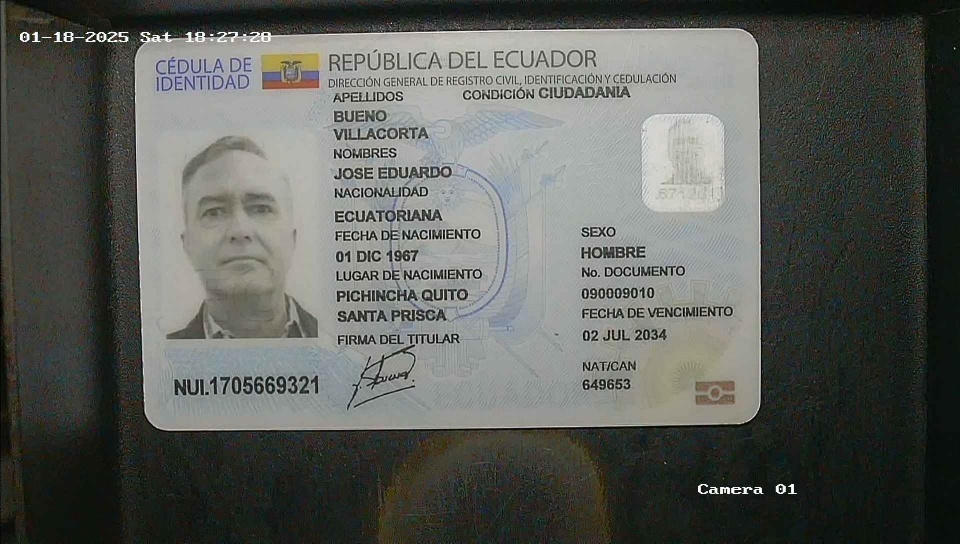 01-18-2025 Sat 18:27:28
CÉDULA DE
IDENTIDAD
REPÚBLICA DEL ECUADOR
DIRECCIÓN GENERAL DE REGISTRO CIVIL, IDENTIFICACIÓN Y CEDULACIÓN
APELLIDOS
CONDICIÓN CIUDADANIA
BUENO
VILLACORTA
NOMBRES
JOSE EDUARDO
NACIONALIDAD
ECUATORIANA
FECHA DE NACIMIENTO
01 DIC 1967
LUGAR DE NACIMIENTO
PICHINCHA QUITO
SANTA PRISCA
FIRMA DEL TITULAR
SEXO
HOMBRE
No. DOCUMENTO
090009010
FECHA DE VENCIMIENTO
02 JUL 2034
NAT/CAN
649653
NUI.1705669321
Camera 01